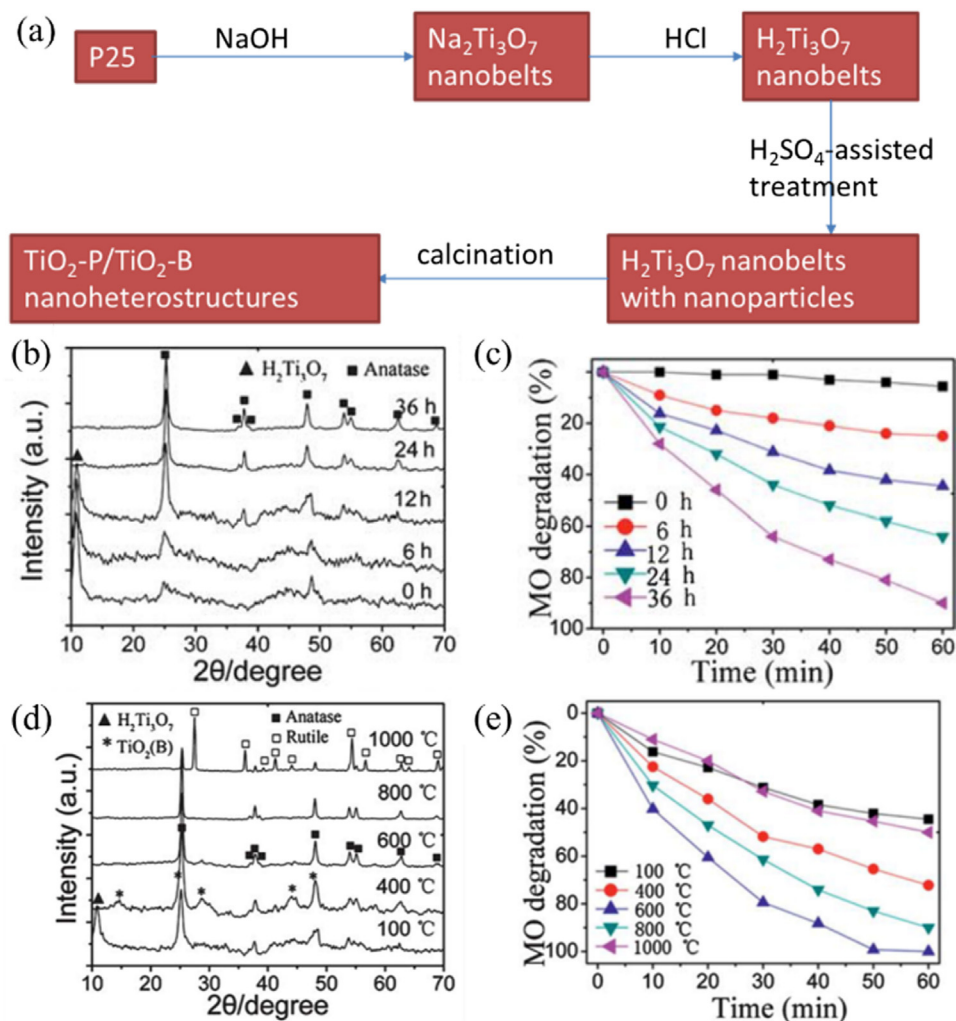 (a)
P25
NaOH
Na₂Ti₃O₇
nanobelts
HCl
H₂Ti₃O₇
nanobelts
H₂SO₄-assisted
treatment
TiO₂-P/TiO₂-B
nanoheterostructures
calcination
H₂Ti₃O₇ nanobelts
with nanoparticles
(b)
▲ H₂Ti₃O₇ ■ Anatase
36 h
24 h
12 h
6 h
0 h
Intensity (a.u.)
10 20 30 40 50 60 70
2θ/degree
(c)
MO degradation (%)
20
40
60
80
100
0 h
6 h
12 h
24 h
36 h
0 10 20 30 40 50 60
Time (min)
(d)
▲ H₂Ti₃O₇ ■ Anatase
* TiO₂(B) □ Rutile
1000 ℃
800 ℃
600 ℃
400 ℃
100 ℃
Intensity (a.u.)
10 20 30 40 50 60 70
2θ/degree
(e)
MO degradation (%)
0
20
40
60
80
100
100 ℃
400 ℃
600 ℃
800 ℃
1000 ℃
0 10 20 30 40 50 60
Time (min)